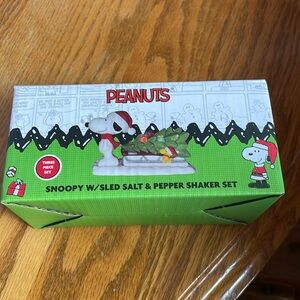 PEANUTS
THREE
PIECE
SET
SNOOPY W/SLED SALT & PEPPER SHAKER SET